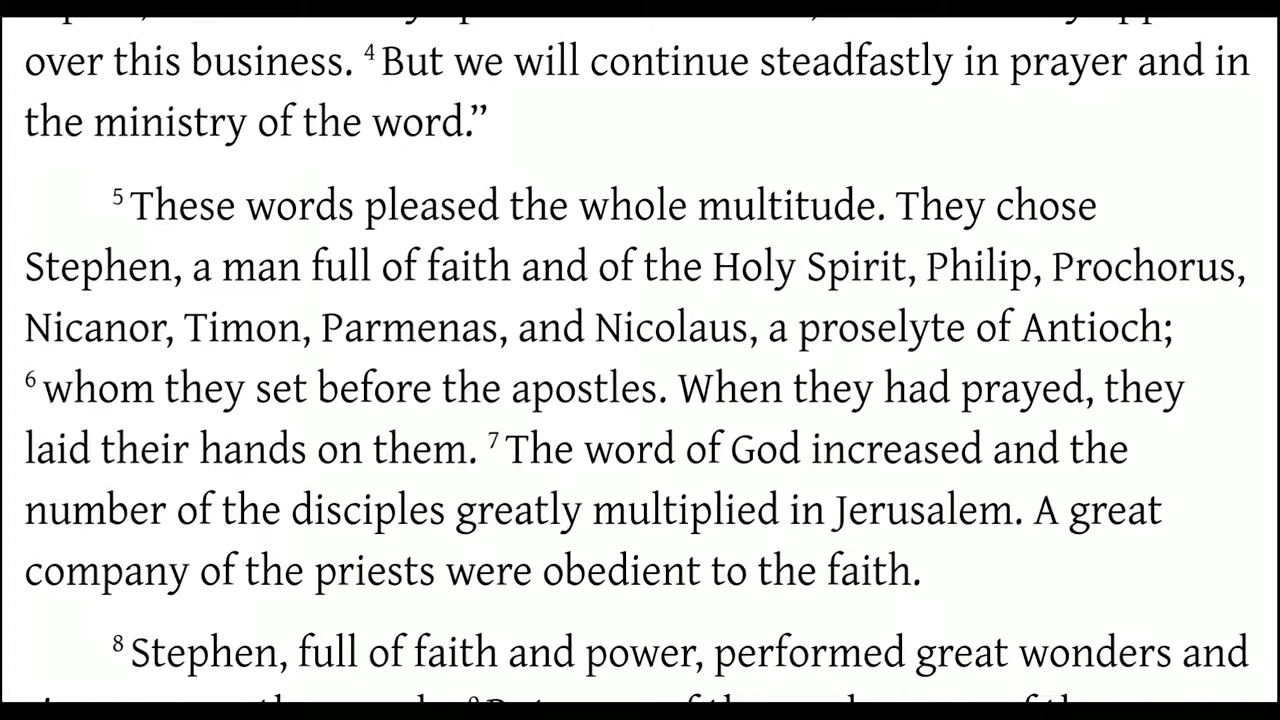 over this business. 4 But we will continue steadfastly in prayer and in
the ministry of the word.”
5 These words pleased the whole multitude. They chose
Stephen, a man full of faith and of the Holy Spirit, Philip, Prochorus,
Nicanor, Timon, Parmenas, and Nicolaus, a proselyte of Antioch;
6 whom they set before the apostles. When they had prayed, they
laid their hands on them. 7 The word of God increased and the
number of the disciples greatly multiplied in Jerusalem. A great
company of the priests were obedient to the faith.
8 Stephen, full of faith and power, performed great wonders and